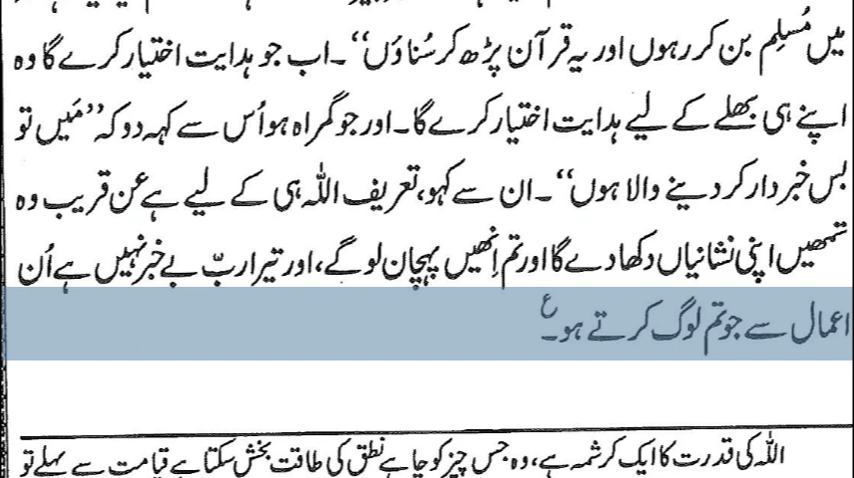 میں مُسلِم بن کر رہوں اور یہ قرآن پڑھ کر سُناؤں‘‘۔ اب جو ہدایت اختیار کرے گا وہ
اپنے ہی بھلے کے لیے ہدایت اختیار کرے گا۔ اور جو گمراہ ہو اُس سے کہہ دو کہ ’’مَیں تو
بس خبردار کر دینے والا ہوں‘‘۔ ان سے کہو، تعریف اللہ ہی کے لیے ہے عن قریب وہ
تمھیں اپنی نشانیاں دکھا دے گا اور تم اِنھیں پہچان لو گے، اور تیرا ربّ بے خبر نہیں ہے اُن
اعمال سے جو تم لوگ کرتے ہو۔ ع
اللہ کی قدرت کا ایک کرشمہ ہے، وہ جس چیز کو چاہے نطق کی طاقت بخش سکتا ہے قیامت سے پہلے تو